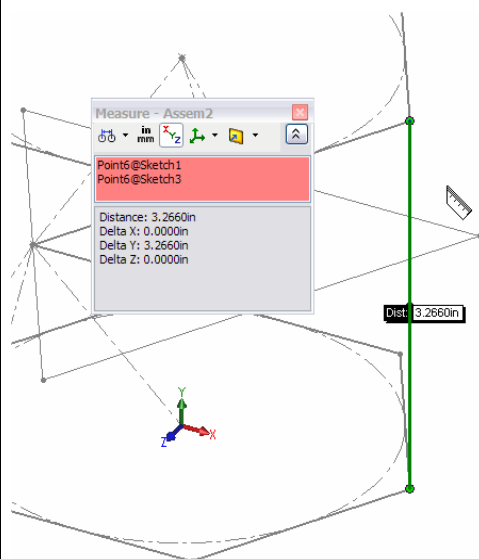 Measure - Assem2
in
mm
X Y Z
Point6@Sketch1
Point6@Sketch3
Distance: 3.2660in
Delta X: 0.0000in
Delta Y: 3.2660in
Delta Z: 0.0000in
Dist: 3.2660in
Y
Z
X